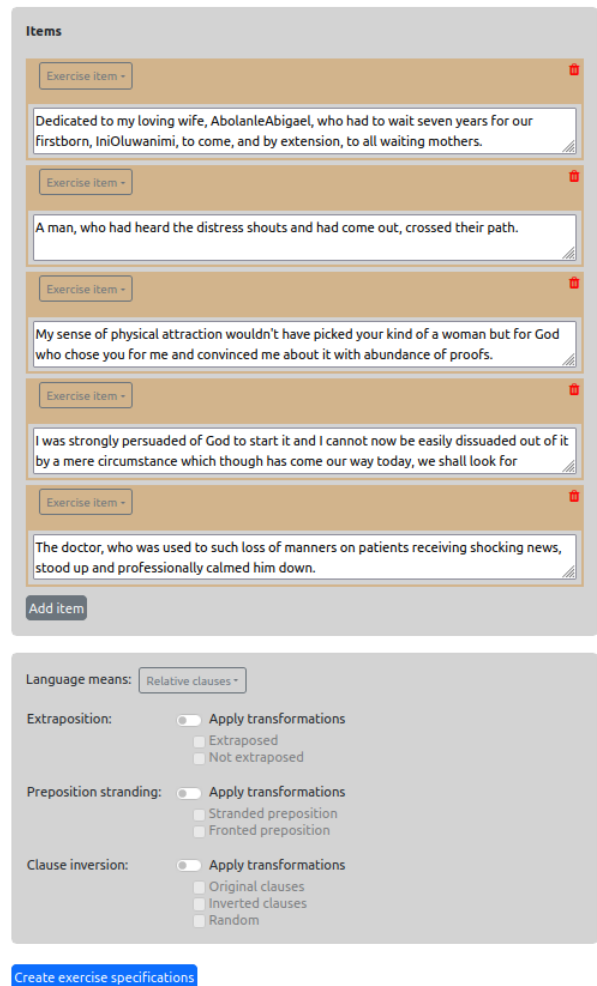 Items
Exercise item
Dedicated to my loving wife, AbolanleAbigael, who had to wait seven years for our
firstborn, IniOluwanimi, to come, and by extension, to all waiting mothers.
Exercise item
A man, who had heard the distress shouts and had come out, crossed their path.
Exercise item
My sense of physical attraction wouldn't have picked your kind of a woman but for God
who chose you for me and convinced me about it with abundance of proofs.
Exercise item
I was strongly persuaded of God to start it and I cannot now be easily dissuaded out of it
by a mere circumstance which though has come our way today, we shall look for
Exercise item
The doctor, who was used to such loss of manners on patients receiving shocking news,
stood up and professionally calmed him down.
Add item
Language means: Relative clauses
Extraposition: Apply transformations
Extraposed
Not extraposed
Preposition stranding: Apply transformations
Stranded preposition
Fronted preposition
Clause inversion: Apply transformations
Original clauses
Inverted clauses
Random
Create exercise specifications